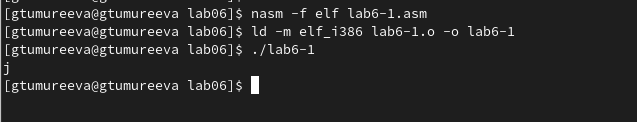 [gtumureeva@gtumureeva lab06]$ nasm -f elf lab6-1.asm
[gtumureeva@gtumureeva lab06]$ ld -m elf_i386 lab6-1.o -o lab6-1
[gtumureeva@gtumureeva lab06]$ ./lab6-1
j
[gtumureeva@gtumureeva lab06]$